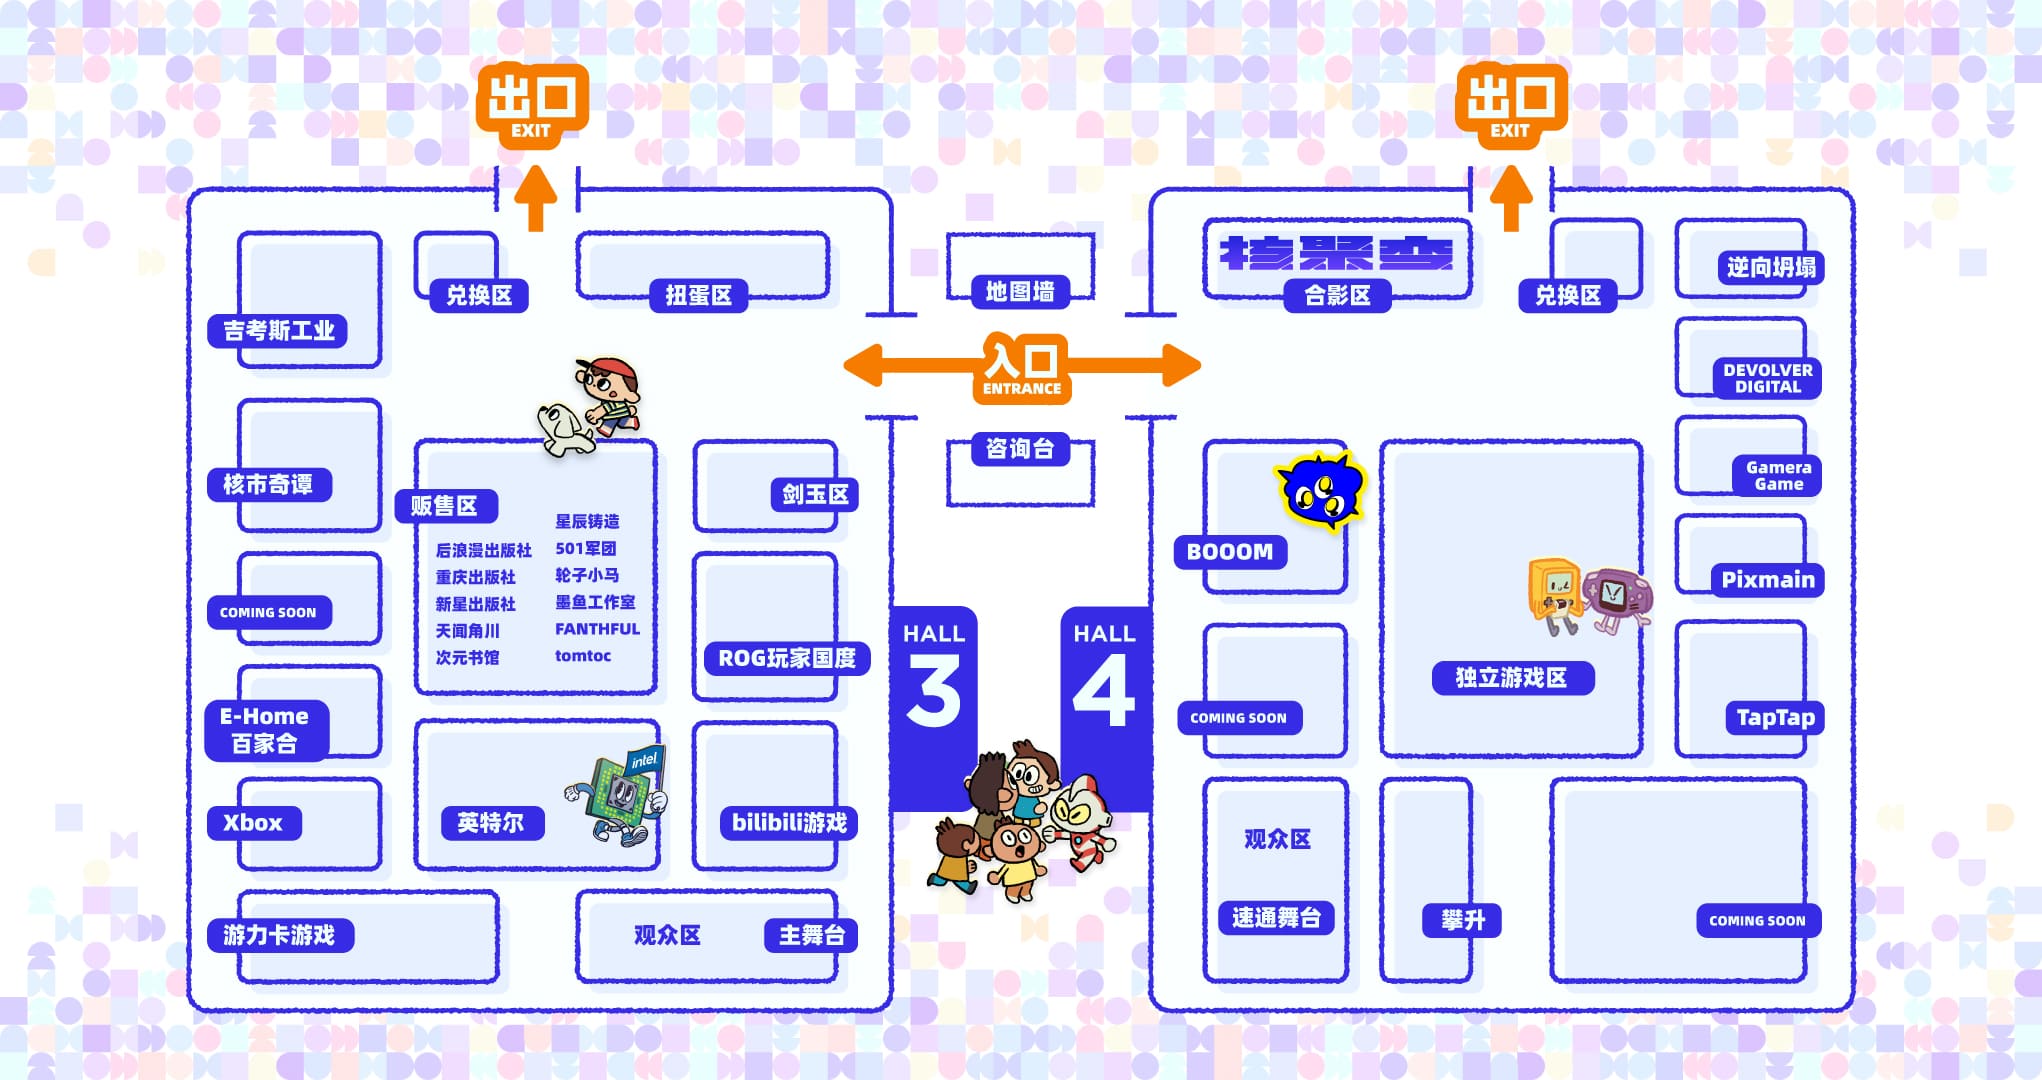 出口
EXIT
出口
EXIT
兑换区
扭蛋区
吉考斯工业
核市奇谭
COMING SOON
E-Home
百家合
Xbox
游力卡游戏
贩售区
后浪漫出版社
重庆出版社
新星出版社
天闻角川
次元书馆
星辰铸造
501军团
轮子小马
墨鱼工作室
FANTHFUL
tomtoc
剑玉区
ROG玩家国度
英特尔
intel
bilibili游戏
观众区
主舞台
地图墙
入口
ENTRANCE
咨询台
HALL
3
HALL
4
核聚变
合影区
兑换区
逆向坍塌
DEVOLVER
DIGITAL
Gamera
Game
Pixmain
TapTap
BOOOM
COMING SOON
独立游戏区
观众区
速通舞台
攀升
COMING SOON